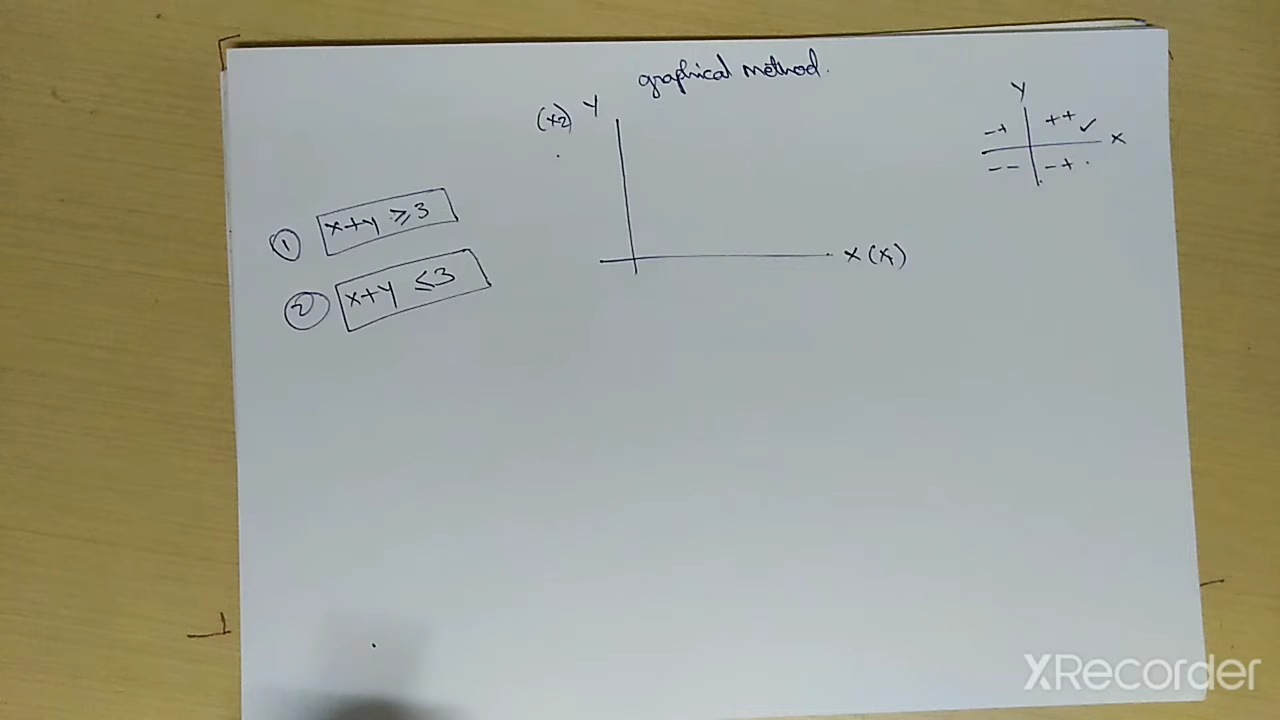 graphical method.
(x2) y
y
-+ ++ ✓
x
-- -+
① x+y ≥3
x (x1)
② x+y ≤3
XRecorder